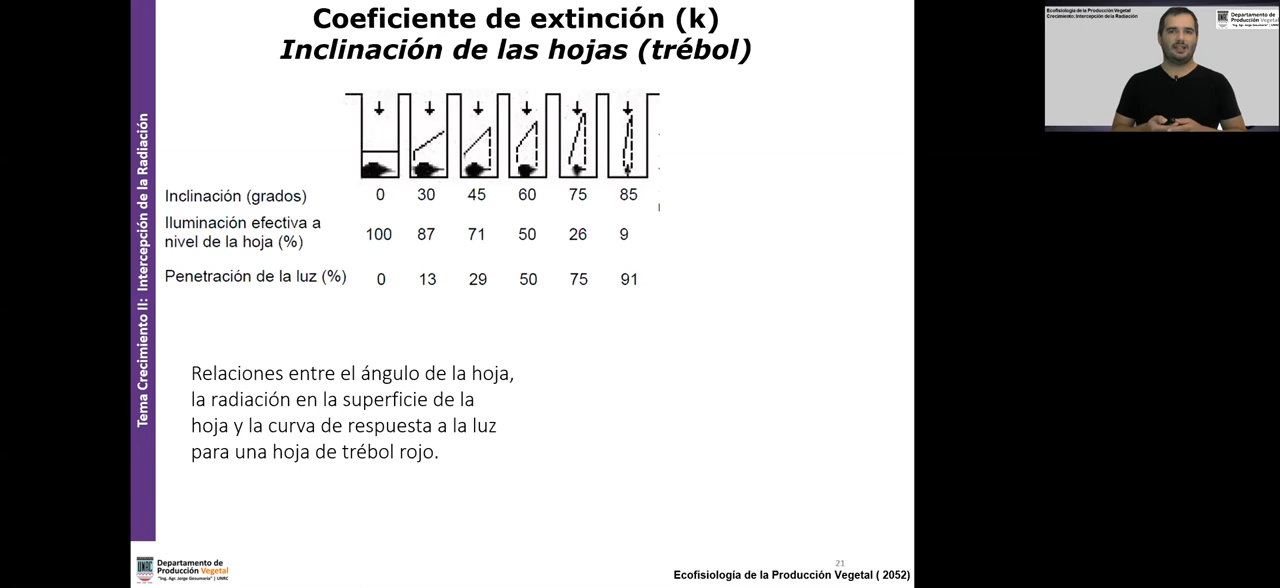 Coeficiente de extinción (k)
Inclinación de las hojas (trébol)
Tema Crecimiento II: Intercepción de la Radiación
Inclinación (grados) 0 30 45 60 75 85
Iluminación efectiva a
nivel de la hoja (%) 100 87 71 50 26 9
Penetración de la luz (%) 0 13 29 50 75 91
Relaciones entre el ángulo de la hoja,
la radiación en la superficie de la
hoja y la curva de respuesta a la luz
para una hoja de trébol rojo.
UNRC
Departamento de
Producción Vegetal
"Ing. Agr. Jorge Gesumaría" | UNRC
21
Ecofisiología de la Producción Vegetal ( 2052)
Ecofisiología de la Producción Vegetal
Crecimiento: Intercepción de la Radiación
Departamento de
Producción Vegetal